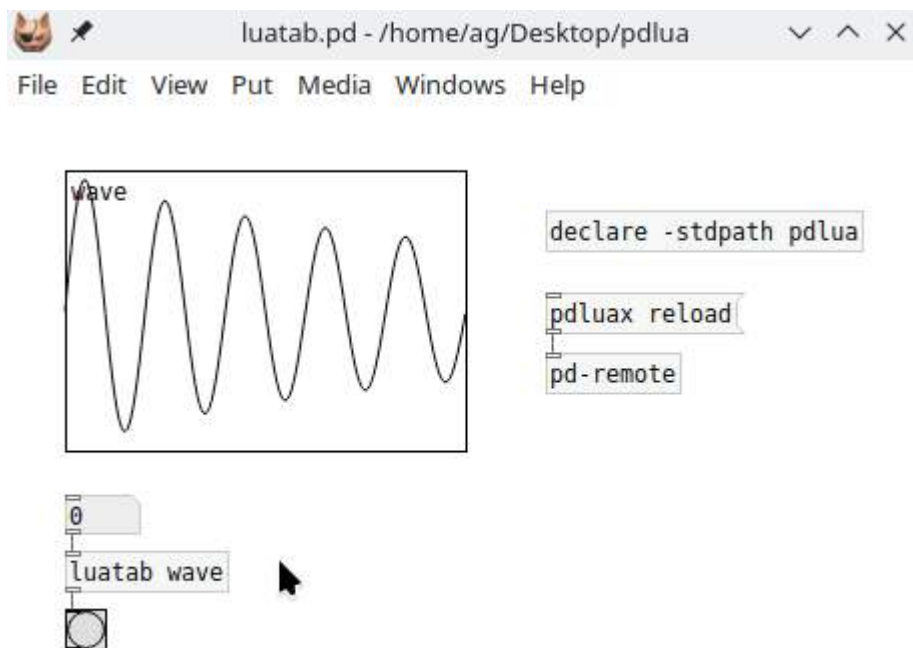 luatab.pd - /home/ag/Desktop/pdlua
File Edit View Put Media Windows Help
wave
declare -stdpath pdlua
pdluax reload
pd-remote
0
luatab wave